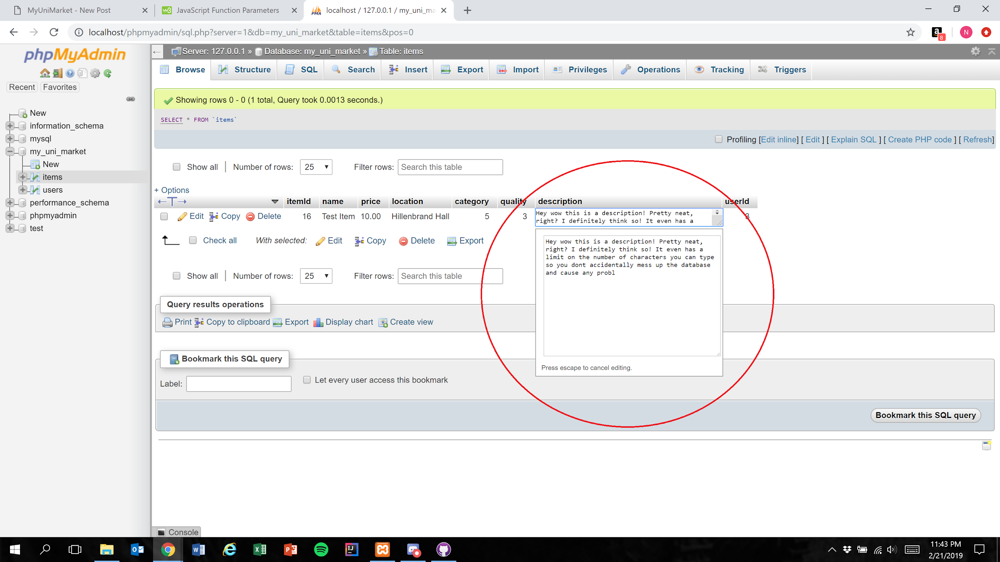 MyUniMarket - New Post
JavaScript Function Parameters
localhost / 127.0.0.1 / my_uni_ma
localhost/phpmyadmin/sql.php?server=1&db=my_uni_market&table=items&pos=0
a 8
N
phpMyAdmin
Recent Favorites
New
information_schema
mysql
my_uni_market
New
items
users
performance_schema
phpmyadmin
test
Server: 127.0.0.1 » Database: my_uni_market » Table: items
Browse Structure SQL Search Insert Export Import Privileges Operations Tracking Triggers
Showing rows 0 - 0 (1 total, Query took 0.0013 seconds.)
SELECT * FROM `items`
Profiling [Edit inline] [ Edit ] [ Explain SQL ] [ Create PHP code ] [ Refresh]
Show all | Number of rows: 25 Filter rows: Search this table
+ Options
←T→ itemId name price location category quality description userId
Edit Copy Delete 16 Test Item 10.00 Hillenbrand Hall 5 3 3
Hey wow this is a description! Pretty neat,
right? I definitely think so! It even has a
Hey wow this is a description! Pretty neat,
right? I definitely think so! It even has a
limit on the number of characters you can type
so you dont accidentally mess up the database
and cause any probl
Press escape to cancel editing.
Check all With selected: Edit Copy Delete Export
Show all | Number of rows: 25 Filter rows: Search this table
Query results operations
Print Copy to clipboard Export Display chart Create view
Bookmark this SQL query
Label: Let every user access this bookmark
Bookmark this SQL query
Console
11:43 PM
2/21/2019